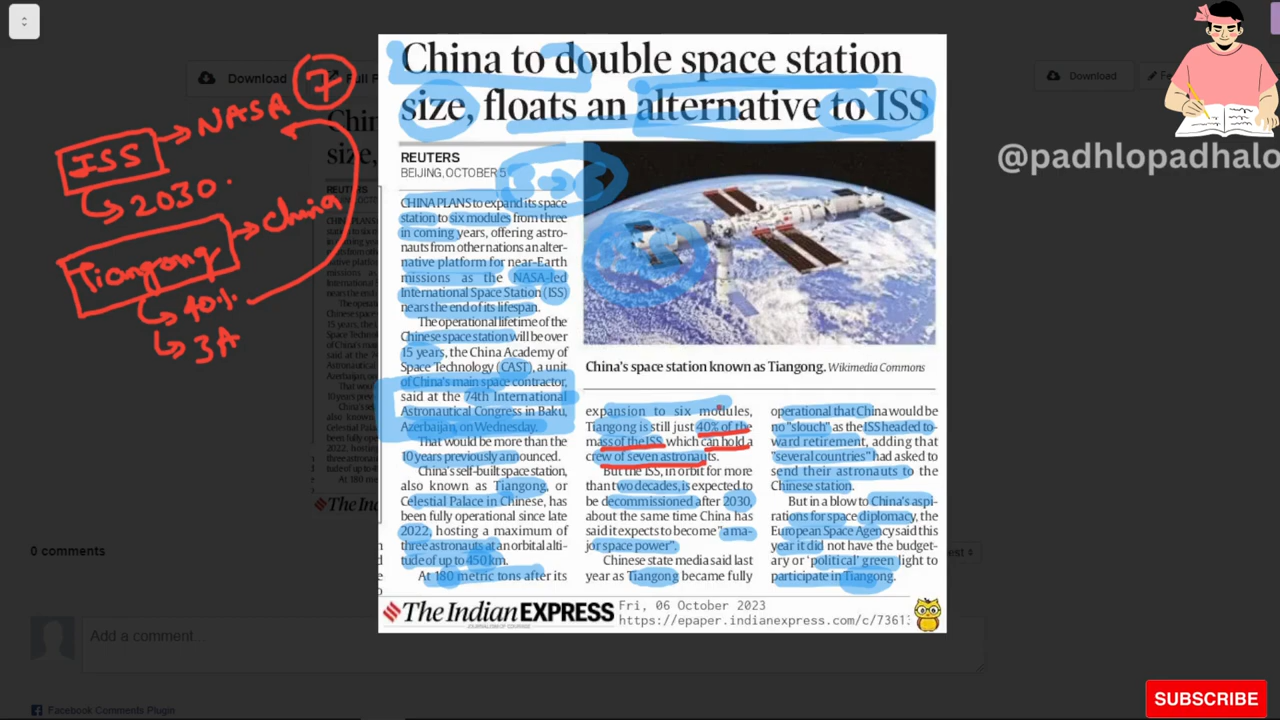 Download
Full P
Download
Fe
ISS → NASA 7
2030.
Tiangong → China
40%
3A
@padhlopadhalo
China to double space station
size, floats an alternative to ISS
REUTERS
BEIJING, OCTOBER 5
CHINA PLANS to expand its space
station to six modules from three
in coming years, offering astro-
nauts from other nations an alter-
native platform for near-Earth
missions as the NASA-led
International Space Station (ISS)
nears the end of its lifespan.
The operational lifetime of the
Chinese space station will be over
15 years, the China Academy of
Space Technology (CAST), a unit
of China's main space contractor,
said at the 74th International
Astronautical Congress in Baku,
Azerbaijan, on Wednesday.
That would be more than the
10 years previously announced.
China's self-built space station,
also known as Tiangong, or
Celestial Palace in Chinese, has
been fully operational since late
2022, hosting a maximum of
three astronauts at an orbital alti-
tude of up to 450 km.
At 180 metric tons after its
China's space station known as Tiangong. Wikimedia Commons
expansion to six modules,
Tiangong is still just 40% of the
mass of the ISS, which can hold a
crew of seven astronauts.
But the ISS, in orbit for more
than two decades, is expected to
be decommissioned after 2030,
about the same time China has
said it expects to become "a ma-
jor space power".
Chinese state media said last
year as Tiangong became fully
operational that China would be
no "slouch" as the ISS headed to-
ward retirement, adding that
"several countries" had asked to
send their astronauts to the
Chinese station.
But in a blow to China's aspi-
rations for space diplomacy, the
European Space Agency said this
year it did not have the budget-
ary or 'political' green light to
participate in Tiangong.
The Indian EXPRESS
JOURNALISM OF COURAGE
Fri, 06 October 2023
https://epaper.indianexpress.com/c/7361
0 comments
Add a comment...
Facebook Comments Plugin
SUBSCRIBE